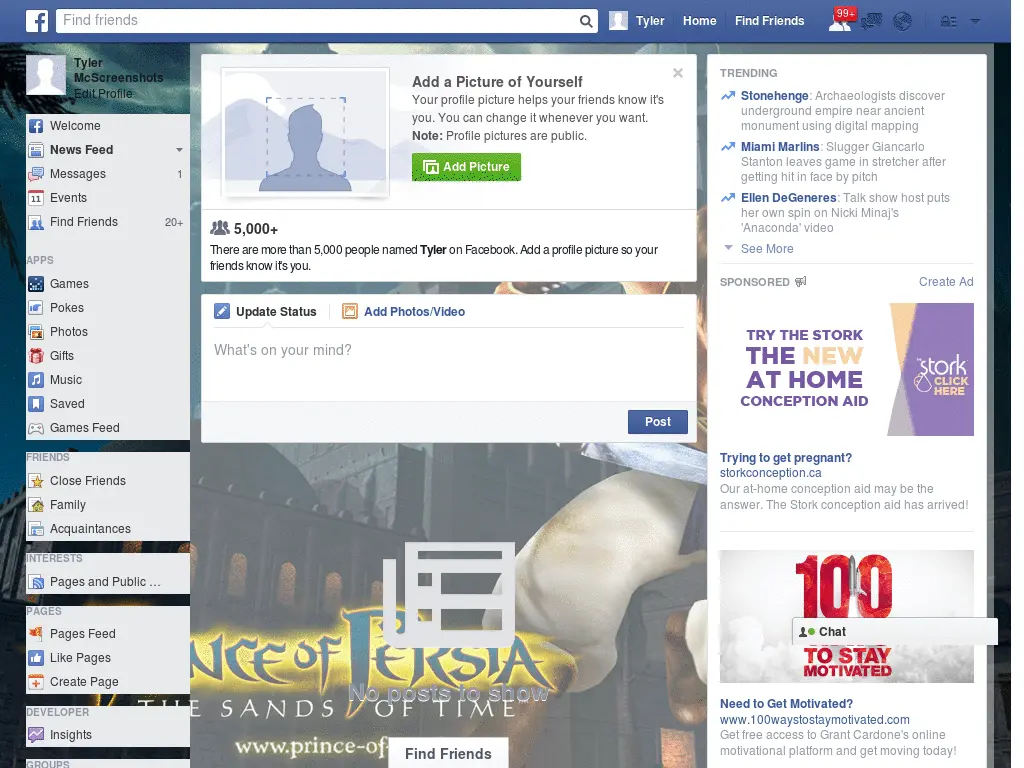 Find friends
Tyler
Home
Find Friends
99+
Tyler
McScreenshots
Edit Profile
Welcome
News Feed
Messages
1
11
Events
Find Friends
20+
APPS
Games
Pokes
Photos
Gifts
Music
Saved
Games Feed
FRIENDS
Close Friends
Family
Acquaintances
INTERESTS
Pages and Public ...
PAGES
Pages Feed
Like Pages
Create Page
DEVELOPER
Insights
GROUPS
Add a Picture of Yourself
Your profile picture helps your friends know it's
you. You can change it whenever you want.
Note: Profile pictures are public.
Add Picture
5,000+
There are more than 5,000 people named Tyler on Facebook. Add a profile picture so your
friends know it's you.
Update Status
Add Photos/Video
What's on your mind?
Post
No posts to show
INCE OF PERSIA
THE SANDS OF TIME
www.prince-of-
Find Friends
TRENDING
Stonehenge: Archaeologists discover
underground empire near ancient
monument using digital mapping
Miami Marlins: Slugger Giancarlo
Stanton leaves game in stretcher after
getting hit in face by pitch
Ellen DeGeneres: Talk show host puts
her own spin on Nicki Minaj's
'Anaconda' video
See More
SPONSORED
Create Ad
TRY THE STORK
THE NEW
AT HOME
CONCEPTION AID
the stork
CLICK
HERE
Trying to get pregnant?
storkconception.ca
Our at-home conception aid may be the
answer. The Stork conception aid has arrived!
100
Chat
TO STAY
MOTIVATED
Need to Get Motivated?
www.100waystostaymotivated.com
Get free access to Grant Cardone's online
motivational platform and get moving today!